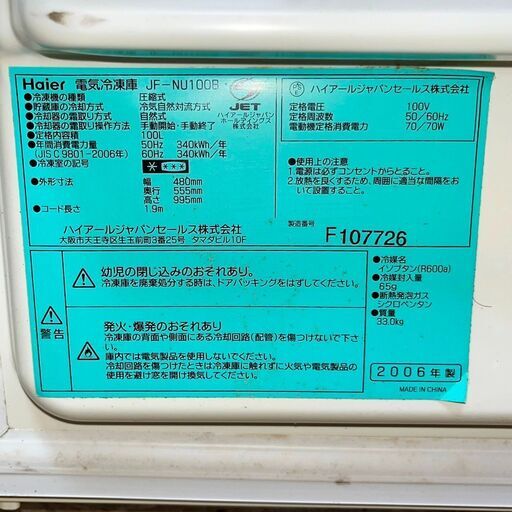 Haier 電気冷凍庫 JF-NU100B
●冷凍機の種類 圧縮式
●貯蔵庫の冷却方式 冷気自然対流方式
●冷却器の霜取り方式 自然式
●冷却器の霜取り操作方法 手動開始・手動終了
●定格内容積 100L
●年間消費電力量 50Hz 340kWh/年
(JIS C 9801-2006年) 60Hz 340kWh/年
●冷凍室の記号
●外形寸法 幅 480mm
奥行 555mm
高さ 995mm
●コード長さ 1.9m
JET
ハイアールジャパン
ホールディングス
株式会社
ハイアールジャパンセールス株式会社
大阪市天王寺区生玉前町3番25号 タマダビル10F
PS
E
ハイアールジャパンセールス株式会社
定格電圧 100V
定格周波数 50/60Hz
電動機定格消費電力 70/70W
●使用上の注意
1.電源は必ずコンセントからとること。
2.放熱を良くするため、周囲に適当な間隔をおいて設置すること。
製造番号 F107726
警告
幼児の閉じ込みのおそれあり。
冷凍庫を廃棄処分する時は、ドアパッキングをはずしてください。
発火・爆発のおそれあり
冷凍庫の背面や側面にある冷却回路(配管)を傷つけないで下さい。
庫内では電気製品を使用しないでください。
冷却回路を傷つけたときは冷凍庫に触れずに火気や電気製品の
使用を避け窓を開け換気してください。
●冷媒名
イソブタン(R600a)
●冷媒封入量
65g
●断熱発泡ガス
シクロペンタン
●質量
33.0kg
2006年製
MADE IN CHINA